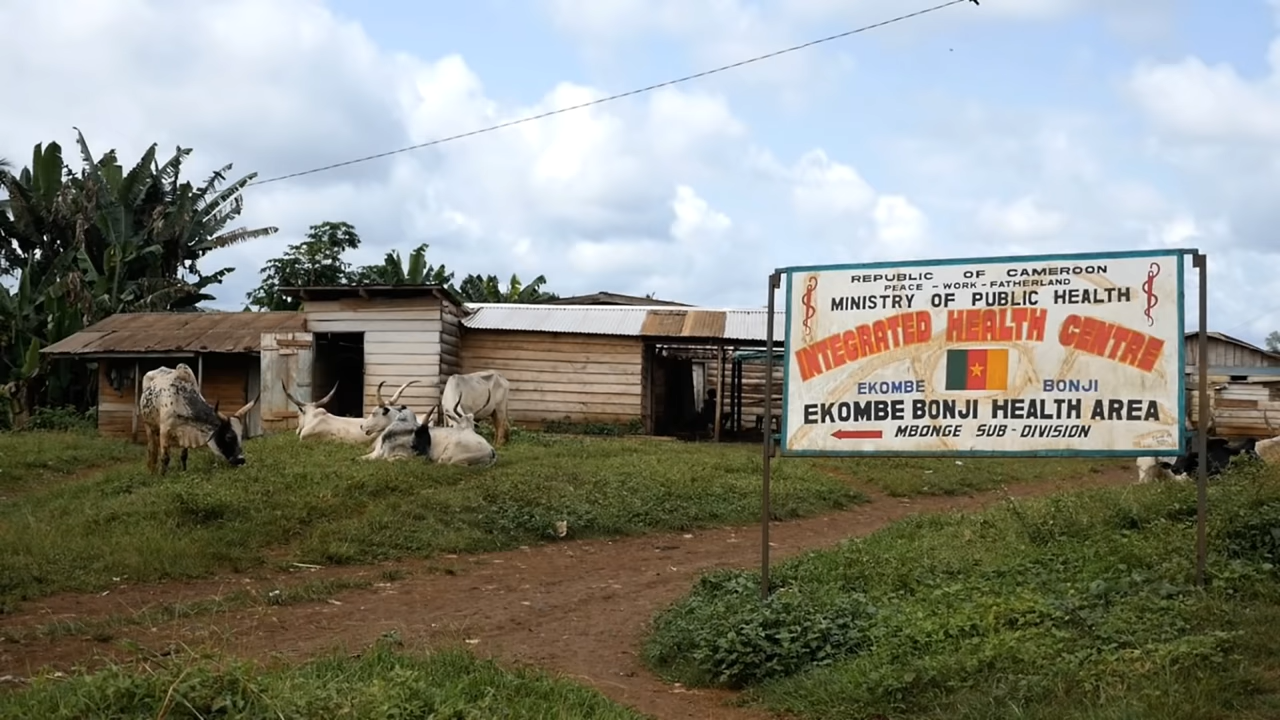 REPUBLIC OF CAMEROON
PEACE - WORK - FATHERLAND
MINISTRY OF PUBLIC HEALTH
INTEGRATED HEALTH CENTRE
EKOMBE BONJI
EKOMBE BONJI HEALTH AREA
MBONGE SUB - DIVISION